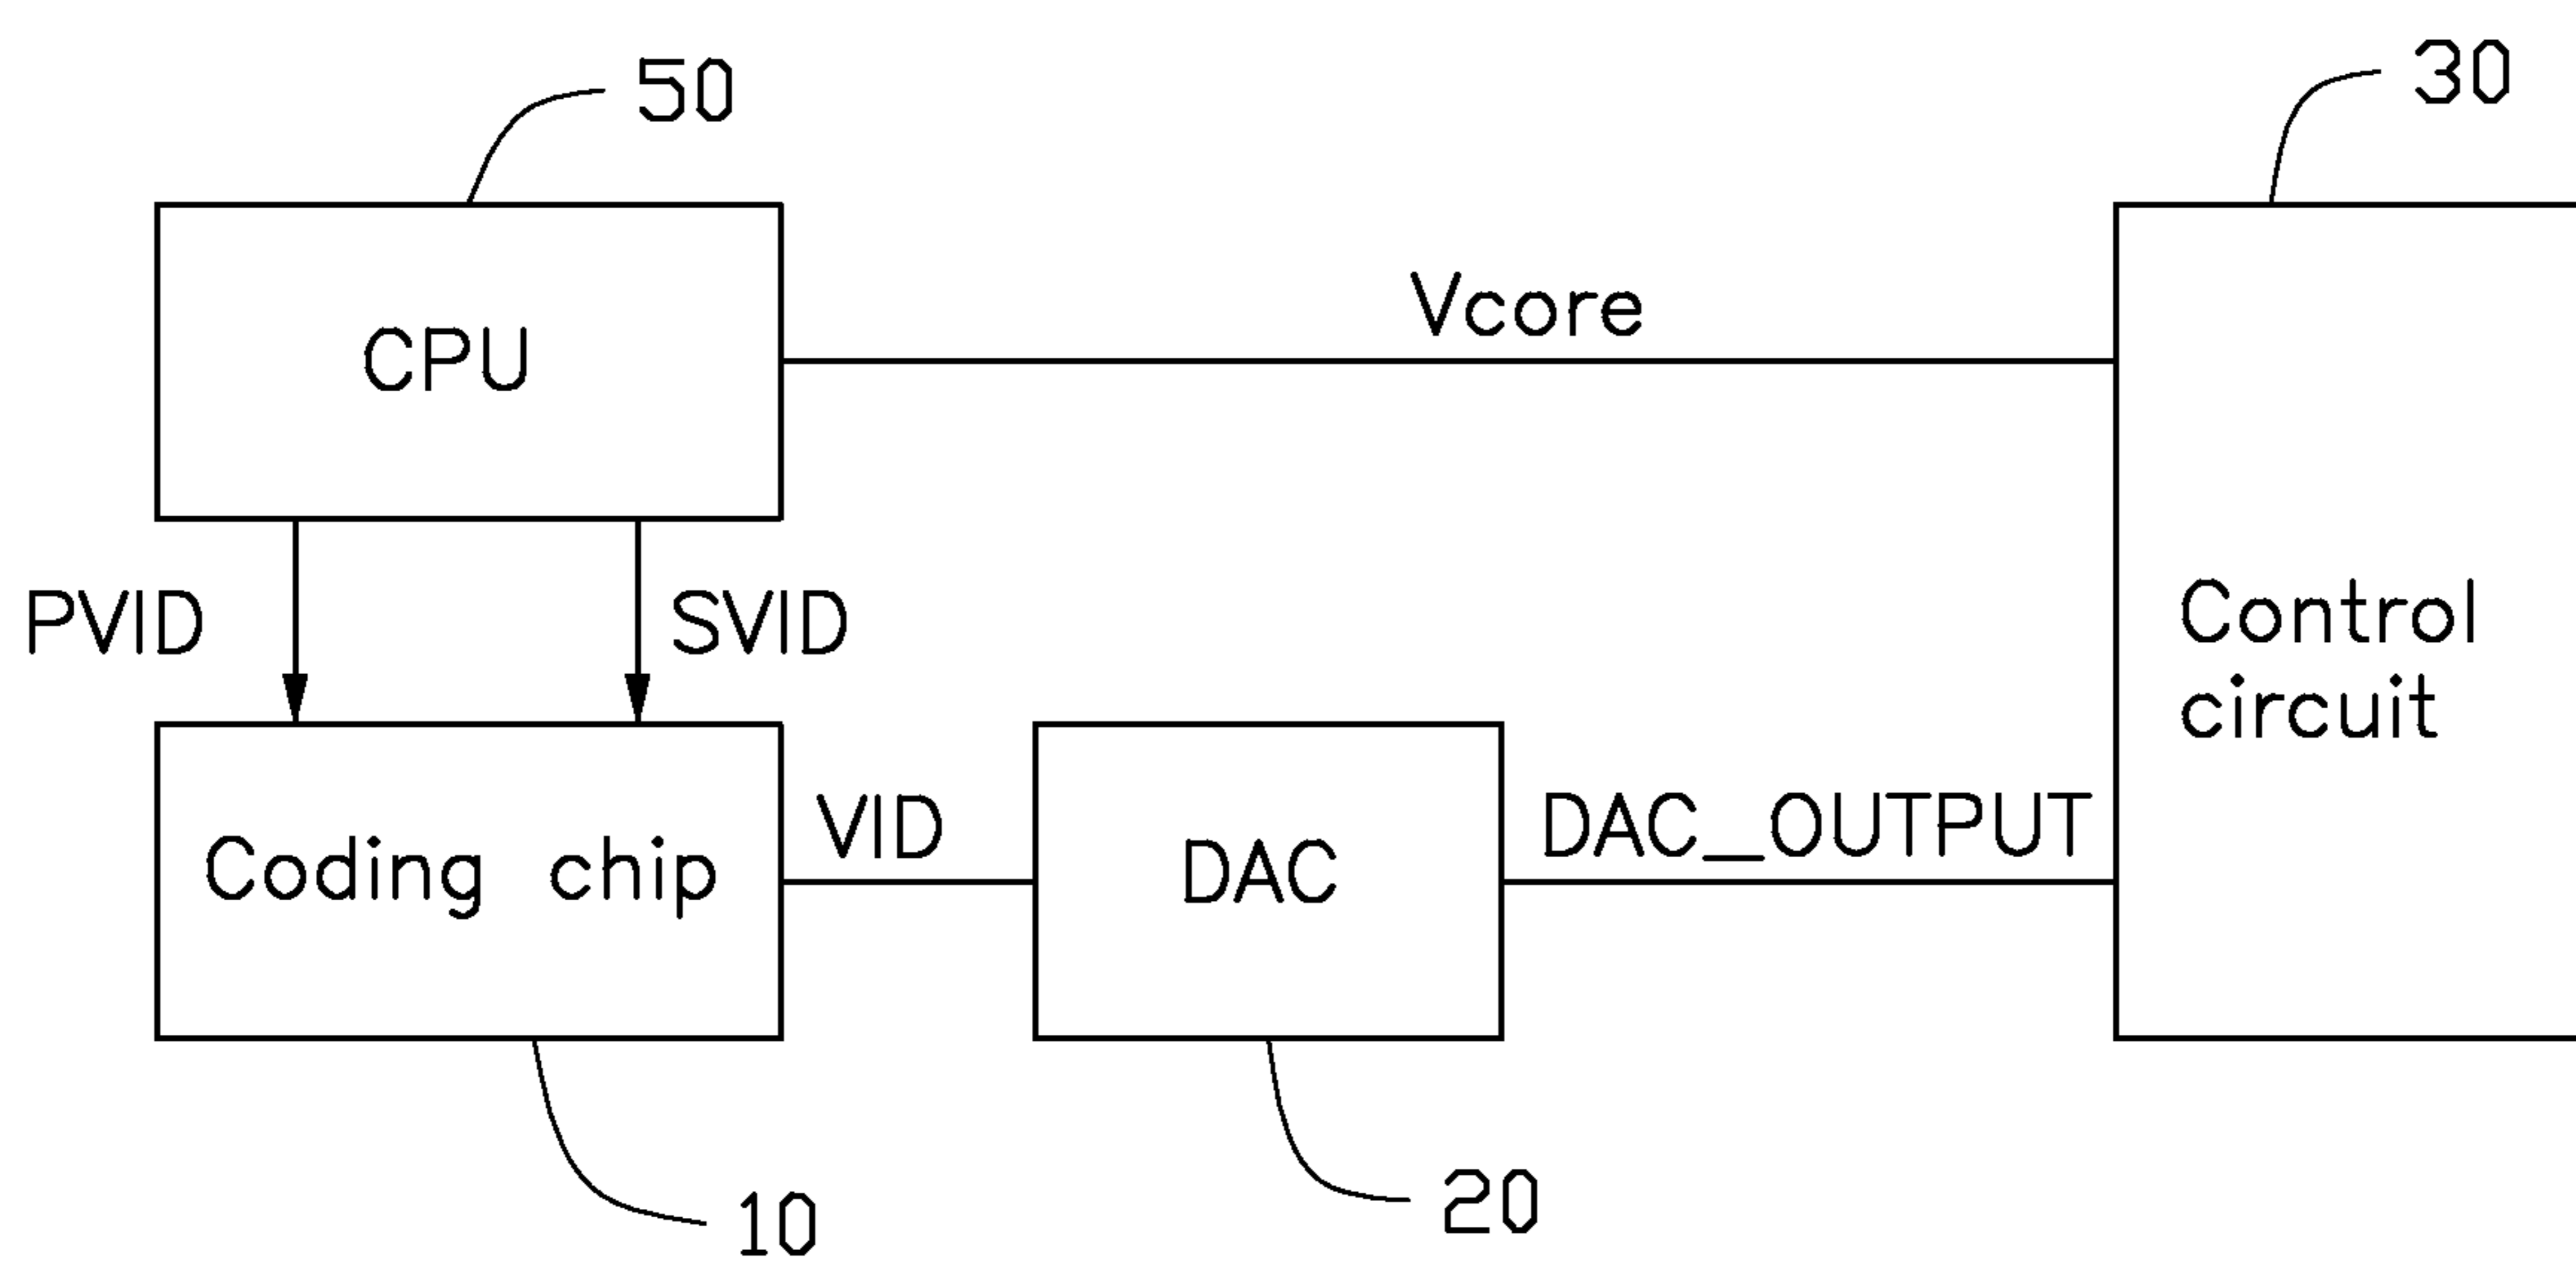 50
30
CPU
Vcore
PVID
SVID
Control
circuit
Coding chip
VID
DAC
DAC_OUTPUT
10
20